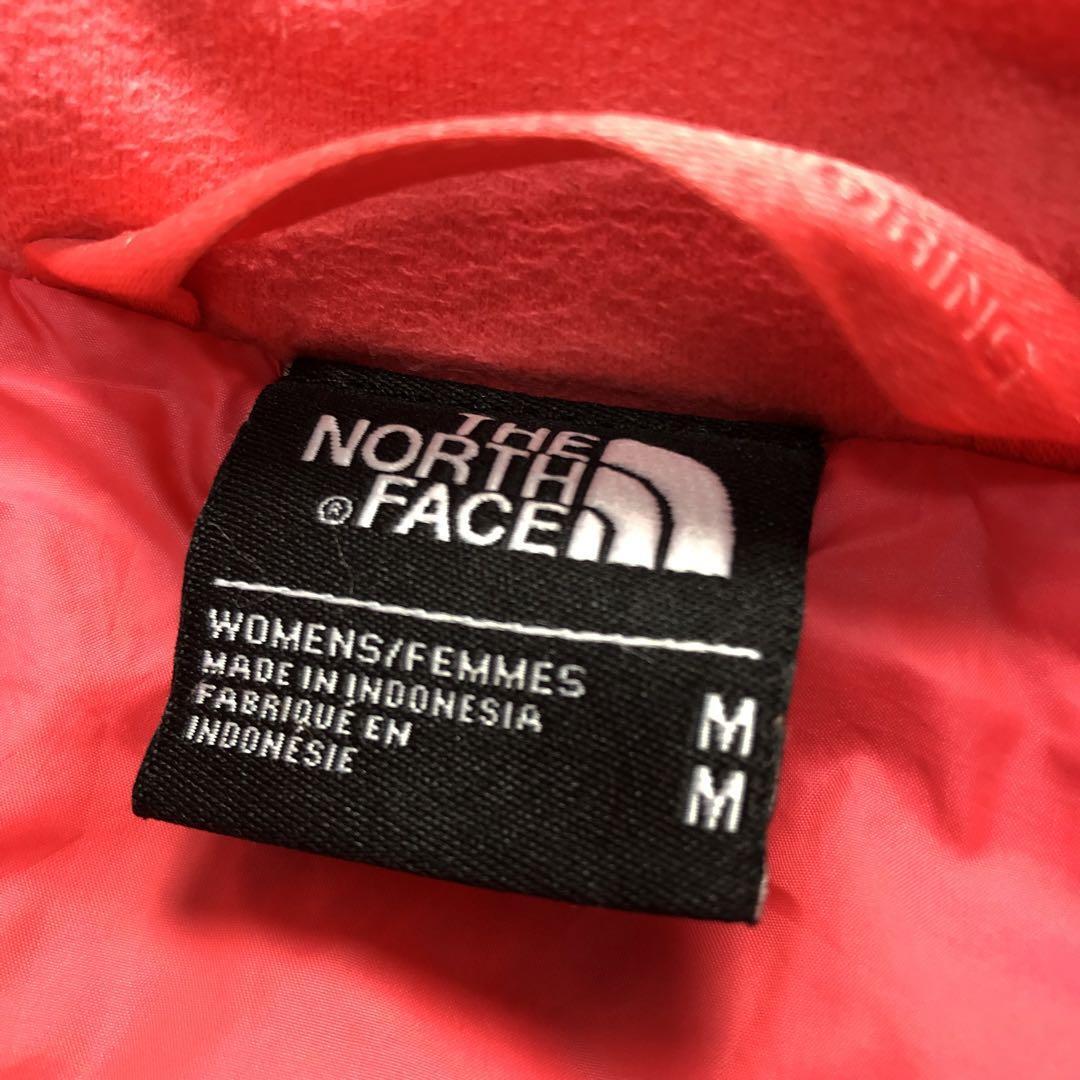 THE
NORTH
® FACE
WOMENS/FEMMES
MADE IN INDONESIA
FABRIQUÉ EN
INDONÉSIE
M
M